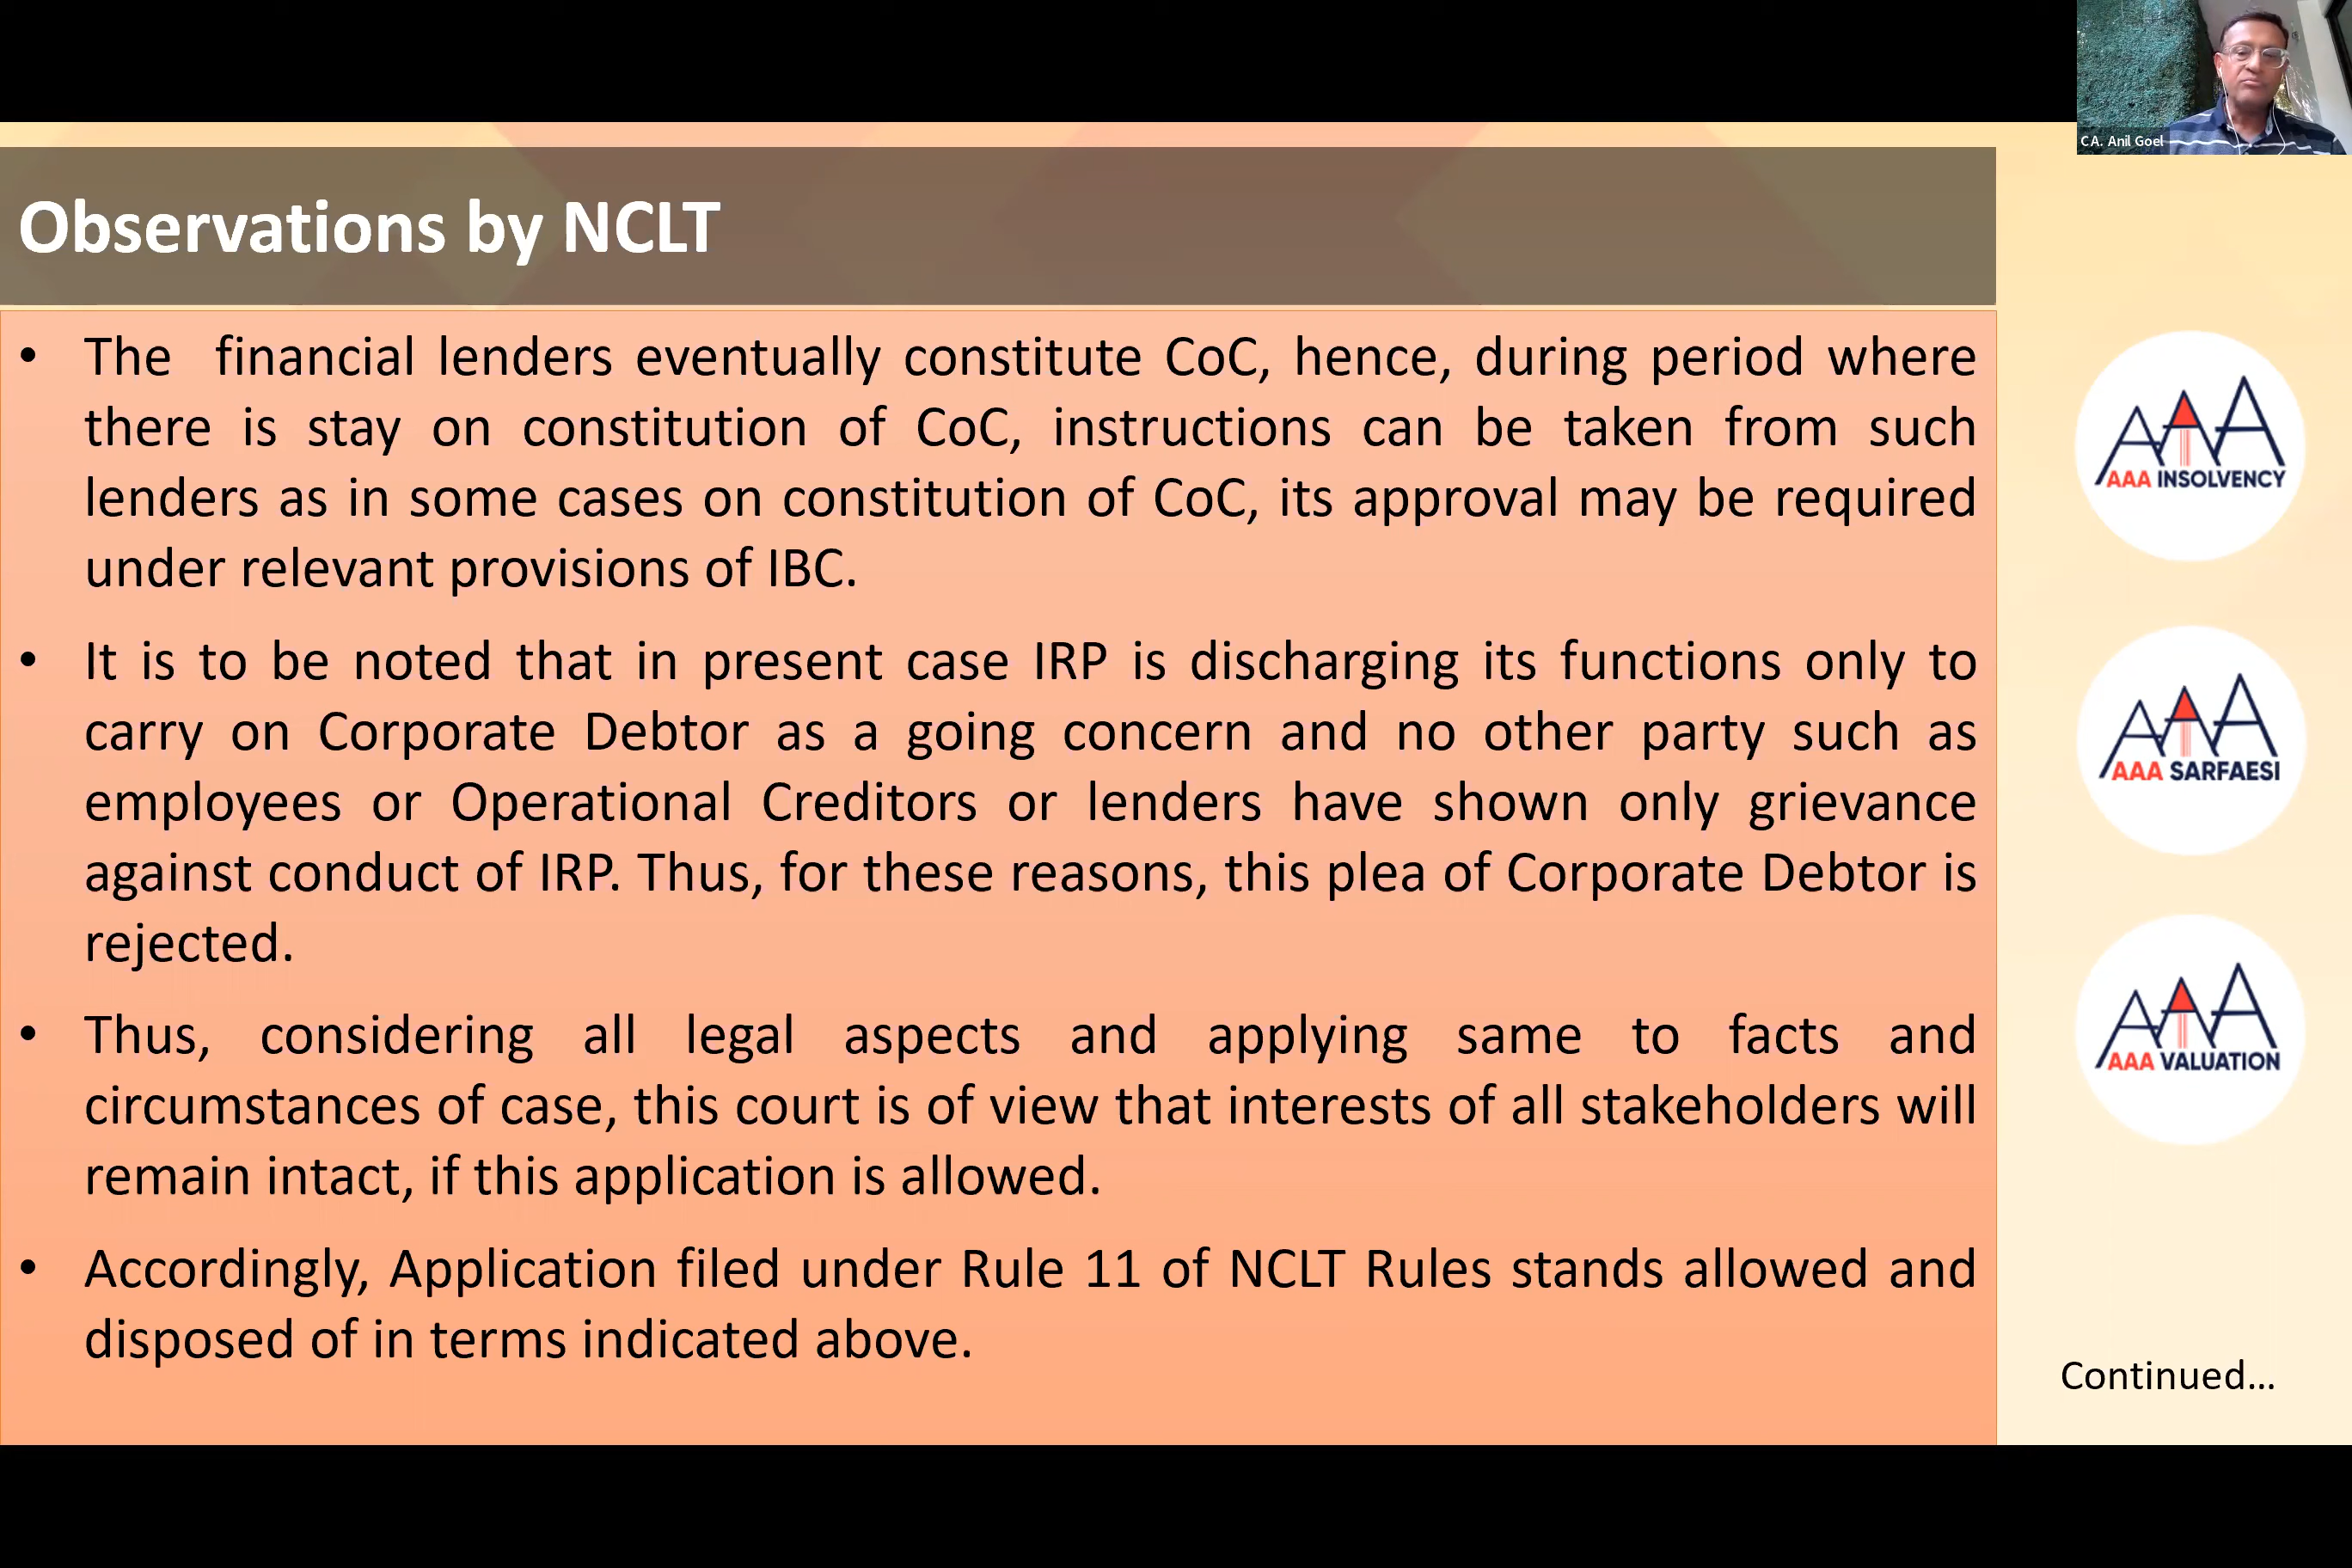 CA. Anil Goel
Observations by NCLT
• The financial lenders eventually constitute CoC, hence, during period where
there is stay on constitution of CoC, instructions can be taken from such
lenders as in some cases on constitution of CoC, its approval may be required
under relevant provisions of IBC.
• It is to be noted that in present case IRP is discharging its functions only to
carry on Corporate Debtor as a going concern and no other party such as
employees or Operational Creditors or lenders have shown only grievance
against conduct of IRP. Thus, for these reasons, this plea of Corporate Debtor is
rejected.
• Thus, considering all legal aspects and applying same to facts and
circumstances of case, this court is of view that interests of all stakeholders will
remain intact, if this application is allowed.
• Accordingly, Application filed under Rule 11 of NCLT Rules stands allowed and
disposed of in terms indicated above.
AAA
AAA INSOLVENCY
AAA
AAA SARFAESI
AAA
AAA VALUATION
Continued...